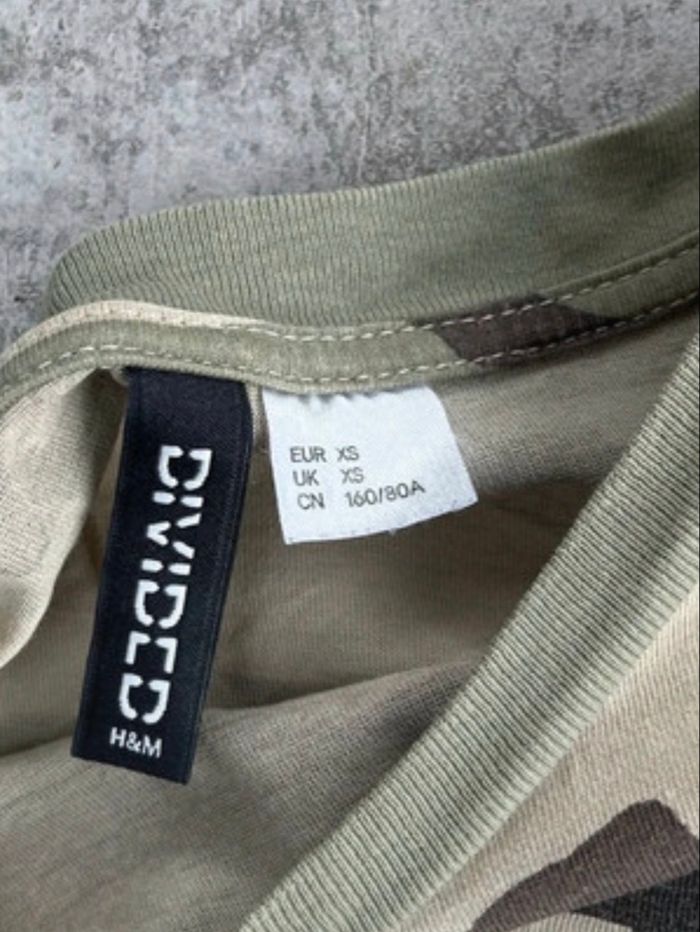 DIVIDED
H&M
EUR XS
UK XS
CN 160/80A